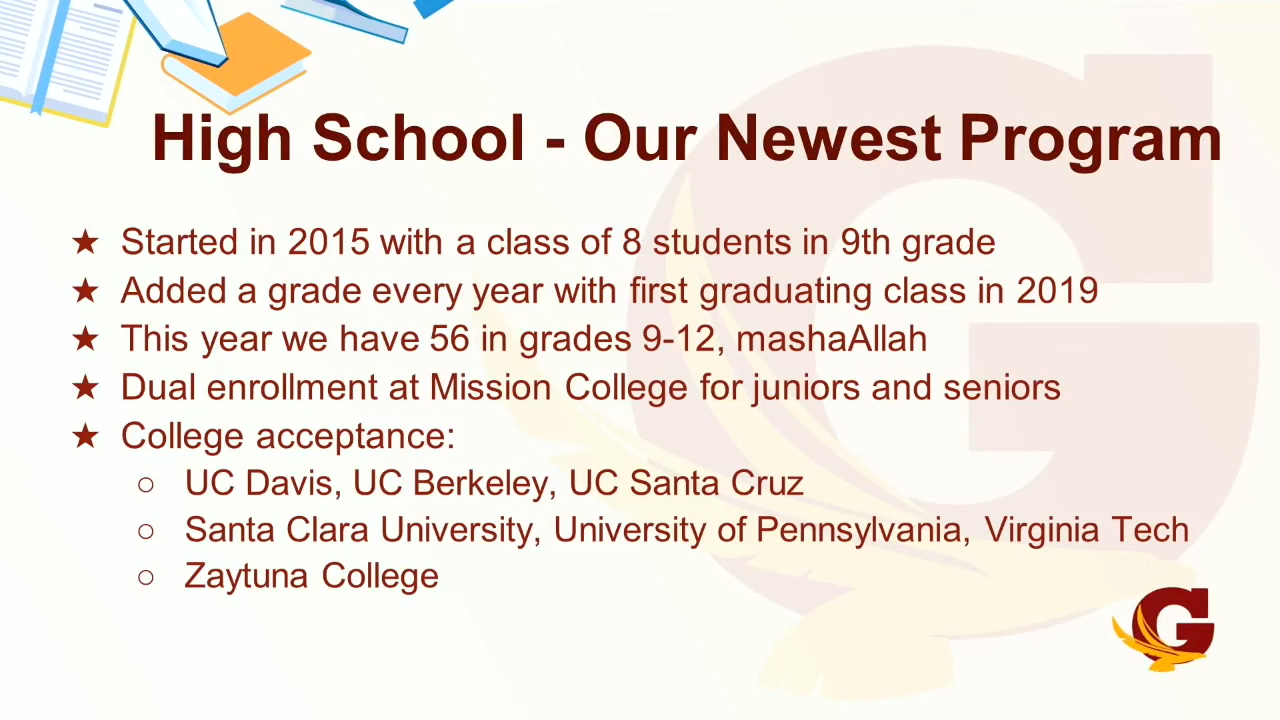 High School - Our Newest Program
★ Started in 2015 with a class of 8 students in 9th grade
★ Added a grade every year with first graduating class in 2019
★ This year we have 56 in grades 9-12, mashaAllah
★ Dual enrollment at Mission College for juniors and seniors
★ College acceptance:
○ UC Davis, UC Berkeley, UC Santa Cruz
○ Santa Clara University, University of Pennsylvania, Virginia Tech
○ Zaytuna College
G